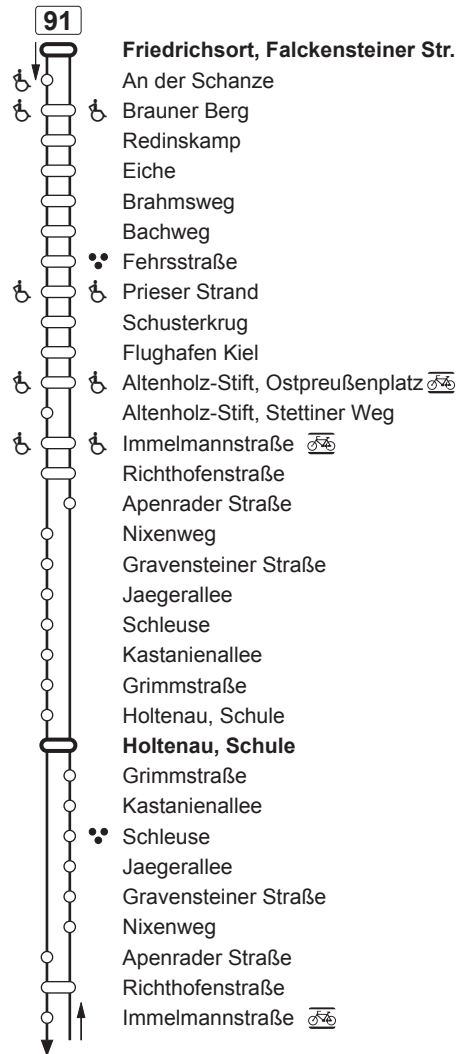 91
Friedrichsort, Falckensteiner Str.
An der Schanze
Brauner Berg
Redinskamp
Eiche
Brahmsweg
Bachweg
Fehrsstraße
Prieser Strand
Schusterkrug
Flughafen Kiel
Altenholz-Stift, Ostpreußenplatz
Altenholz-Stift, Stettiner Weg
Immelmannstraße
Richthofenstraße
Apenrader Straße
Nixenweg
Gravensteiner Straße
Jaegerallee
Schleuse
Kastanienallee
Grimmstraße
Holtenau, Schule
Holtenau, Schule
Grimmstraße
Kastanienallee
Schleuse
Jaegerallee
Gravensteiner Straße
Nixenweg
Apenrader Straße
Richthofenstraße
Immelmannstraße